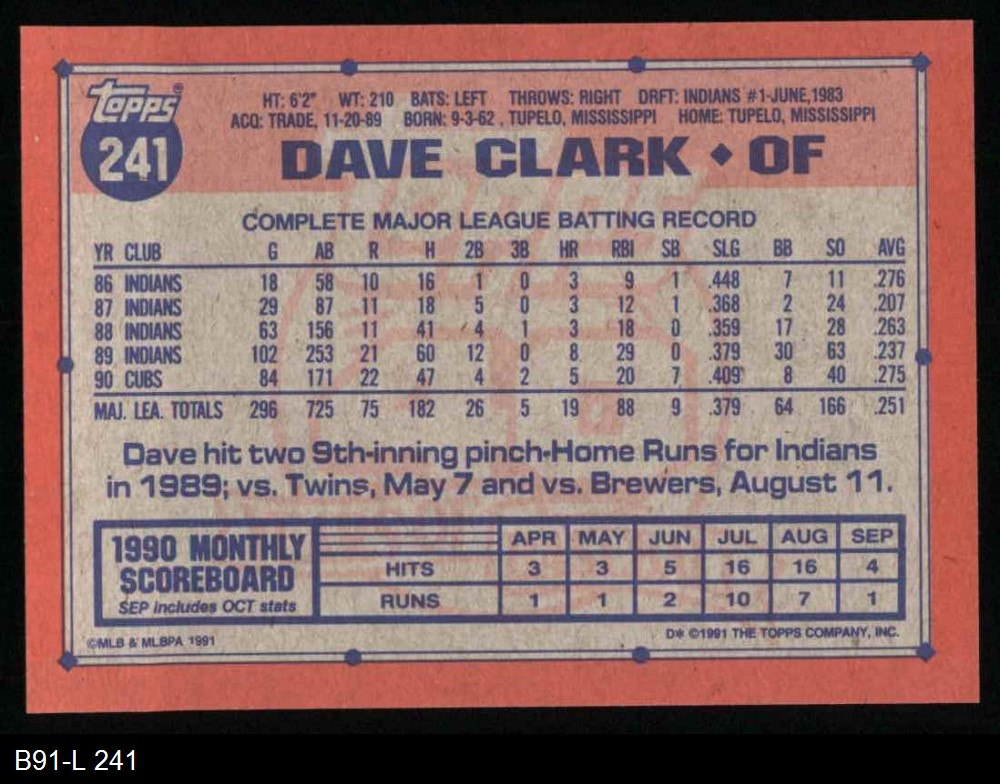 Topps®
241
HT: 6'2" WT: 210 BATS: LEFT THROWS: RIGHT DRFT: INDIANS #1-JUNE,1983
ACQ: TRADE, 11-20-89 BORN: 9-3-62 , TUPELO, MISSISSIPPI HOME: TUPELO, MISSISSIPPI
DAVE CLARK ◆ OF
COMPLETE MAJOR LEAGUE BATTING RECORD
YR CLUB G AB R H 2B 3B HR RBI SB SLG BB SO AVG
86 INDIANS 18 58 10 16 1 0 3 9 1 .448 7 11 .276
87 INDIANS 29 87 11 18 5 0 3 12 1 .368 2 24 .207
88 INDIANS 63 156 11 41 4 1 3 18 0 .359 17 28 .263
89 INDIANS 102 253 21 60 12 0 8 29 0 .379 30 63 .237
90 CUBS 84 171 22 47 4 2 5 20 7 .409 8 40 .275
MAJ. LEA. TOTALS 296 725 75 182 26 5 19 88 9 .379 64 166 .251
Dave hit two 9th-inning pinch-Home Runs for Indians
in 1989; vs. Twins, May 7 and vs. Brewers, August 11.
1990 MONTHLY
SCOREBOARD
SEP includes OCT stats
APR MAY JUN JUL AUG SEP
HITS 3 3 5 16 16 4
RUNS 1 1 2 10 7 1
©MLB & MLBPA 1991
D* ©1991 THE TOPPS COMPANY, INC.
B91-L 241